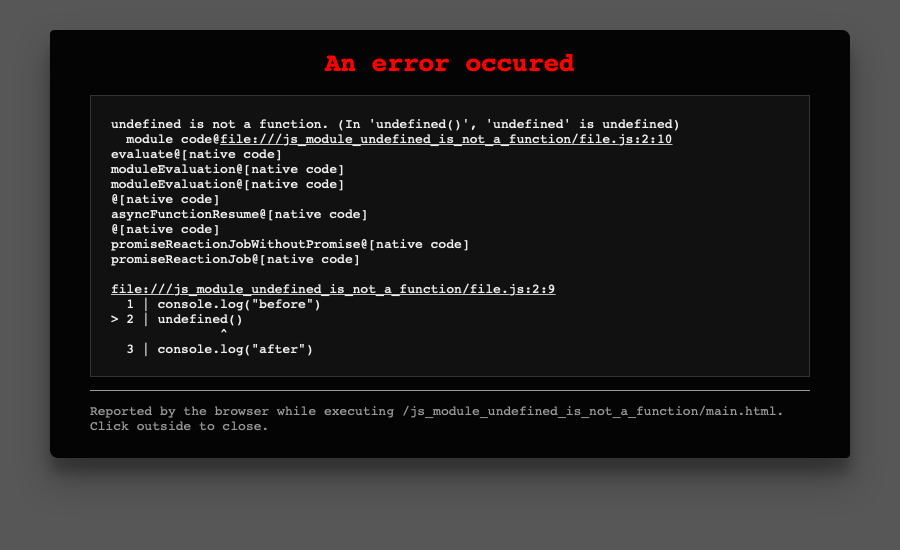 An error occured
undefined is not a function. (In 'undefined()', 'undefined' is undefined)
  module code@file:///js_module_undefined_is_not_a_function/file.js:2:10
evaluate@[native code]
moduleEvaluation@[native code]
moduleEvaluation@[native code]
@[native code]
asyncFunctionResume@[native code]
@[native code]
promiseReactionJobWithoutPromise@[native code]
promiseReactionJob@[native code]

file:///js_module_undefined_is_not_a_function/file.js:2:9
  1 | console.log("before")
> 2 | undefined()
              ^
  3 | console.log("after")
Reported by the browser while executing /js_module_undefined_is_not_a_function/main.html.
Click outside to close.